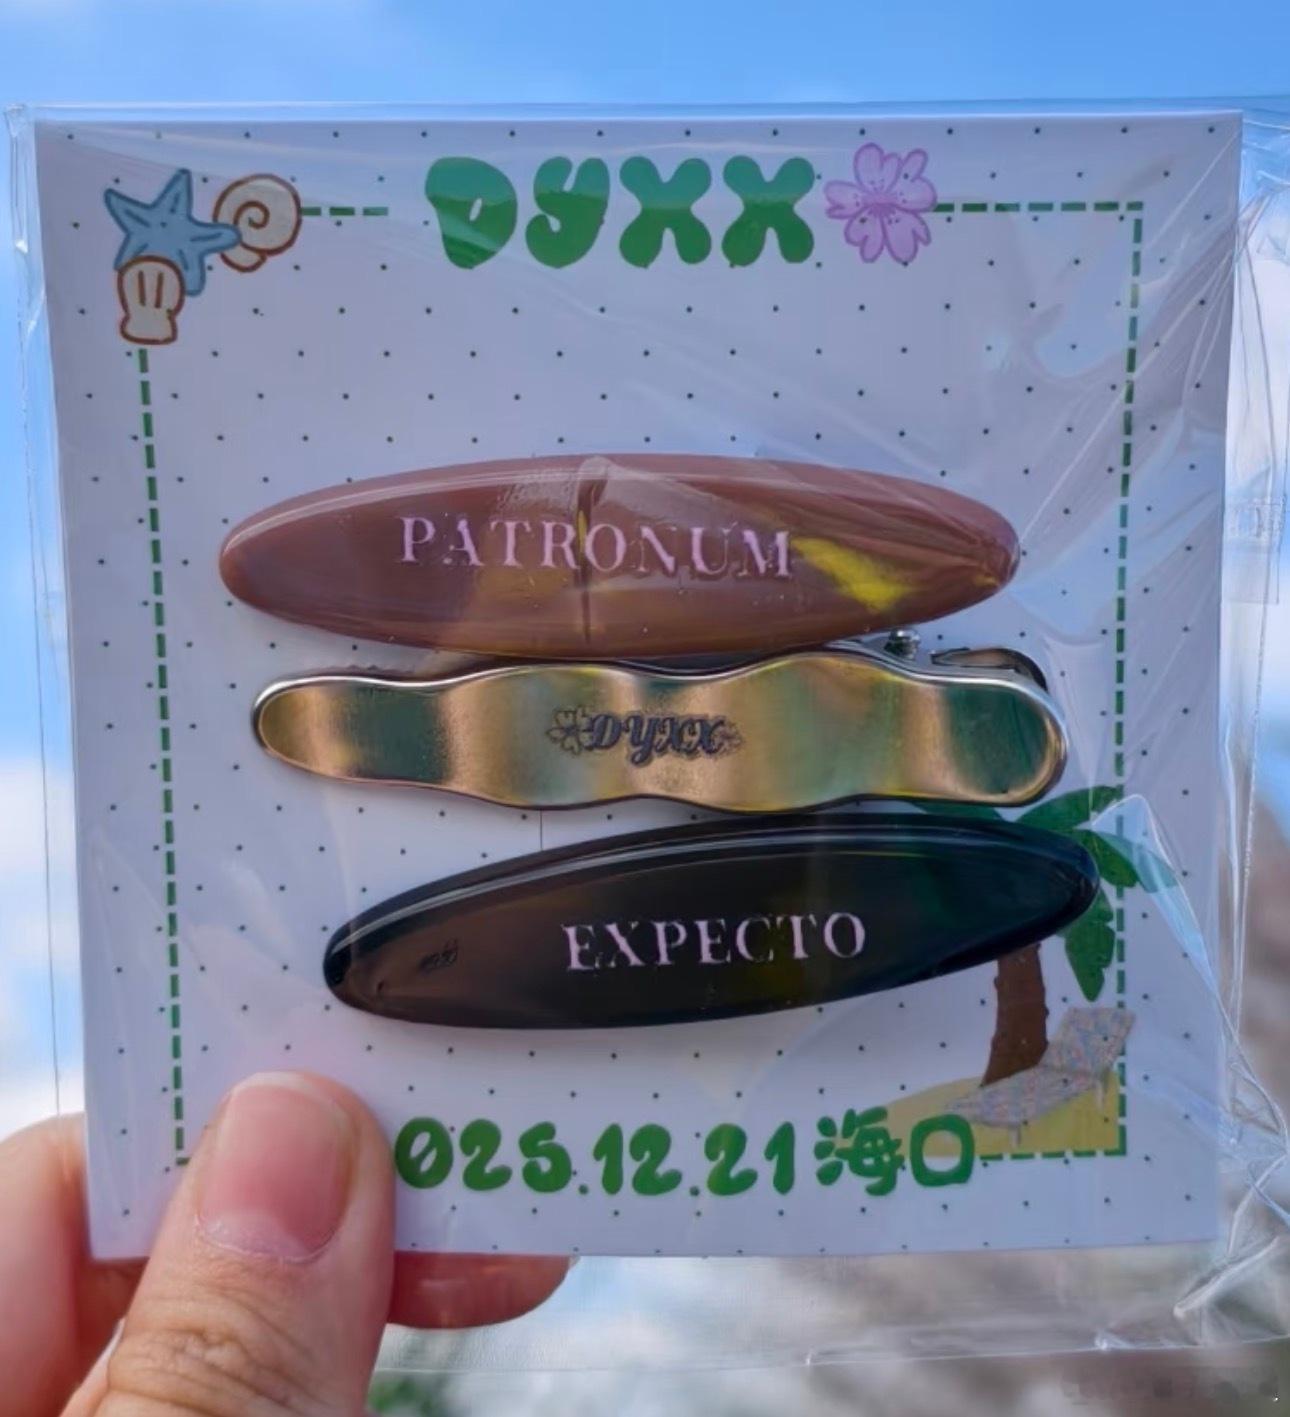 DYXX
PATRONUM
DYXX
EXPECTO
025.12.21海口